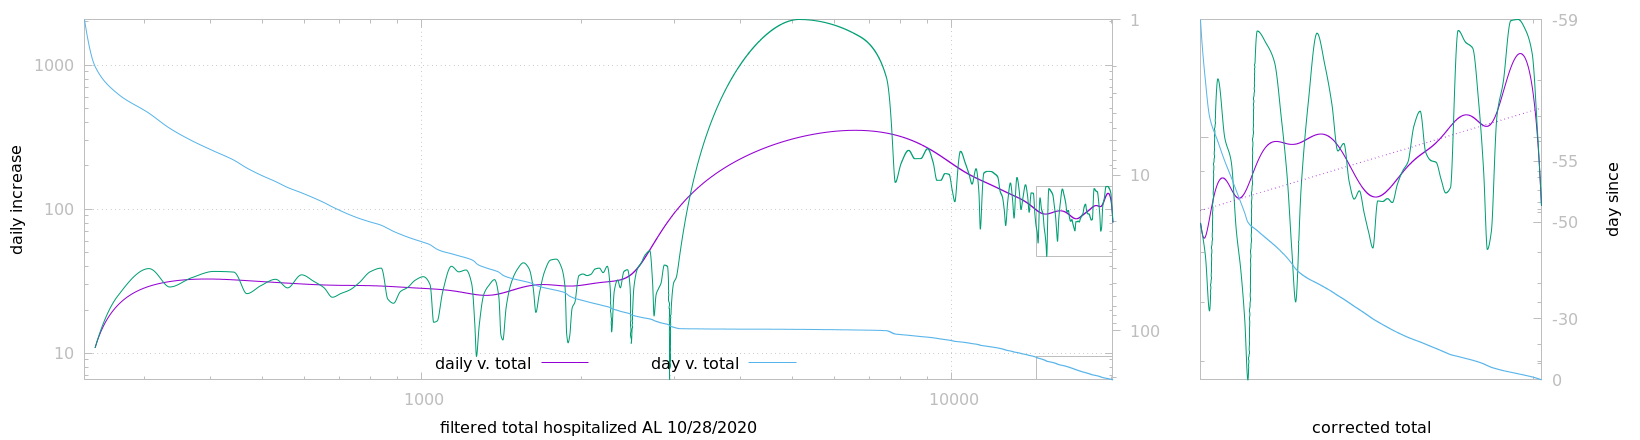 daily increase
1000
100
10
1000
10000
1
10
100
daily v. total
day v. total
filtered total hospitalized AL 10/28/2020
-59
-55
-50
-30
0
day since
corrected total